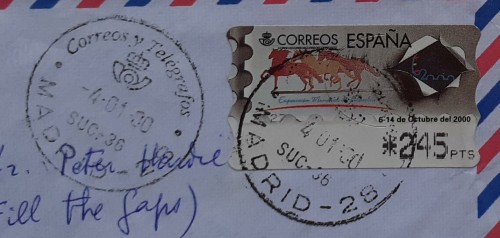 Correos y Telégrafos
-4-01-00
SUC-36
MADRID-28
CORREOS ESPAÑA
6-14 de Octubre del 2000
*245 PTS
-4-01-00
SUC-36
MADRID-28
Peter
Fill the Gaps)